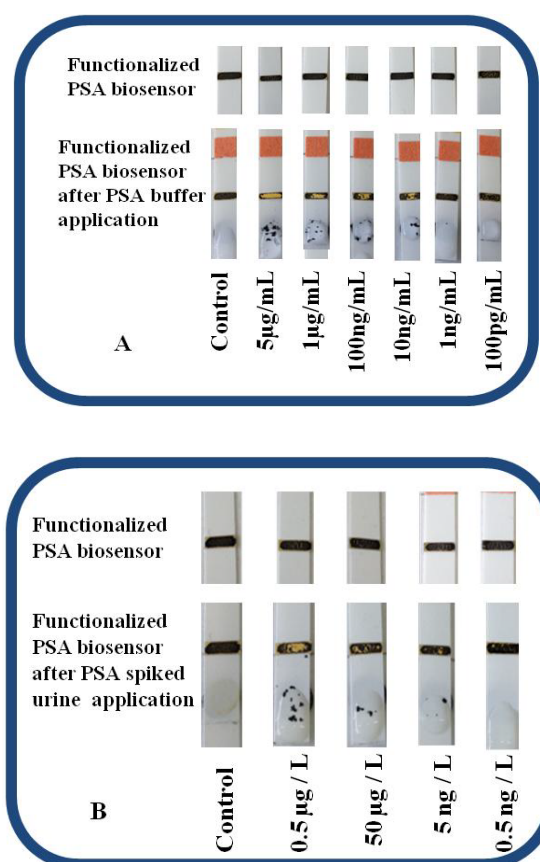 Functionalized
PSA biosensor
Functionalized
PSA biosensor
after PSA buffer
application
Control
5µg/mL
1µg/mL
100ng/mL
10ng/mL
1ng/mL
100pg/mL
A
Functionalized
PSA biosensor
Functionalized
PSA biosensor
after PSA spiked
urine application
Control
0.5 µg / L
50 µg / L
5 ng / L
0.5 ng / L
B